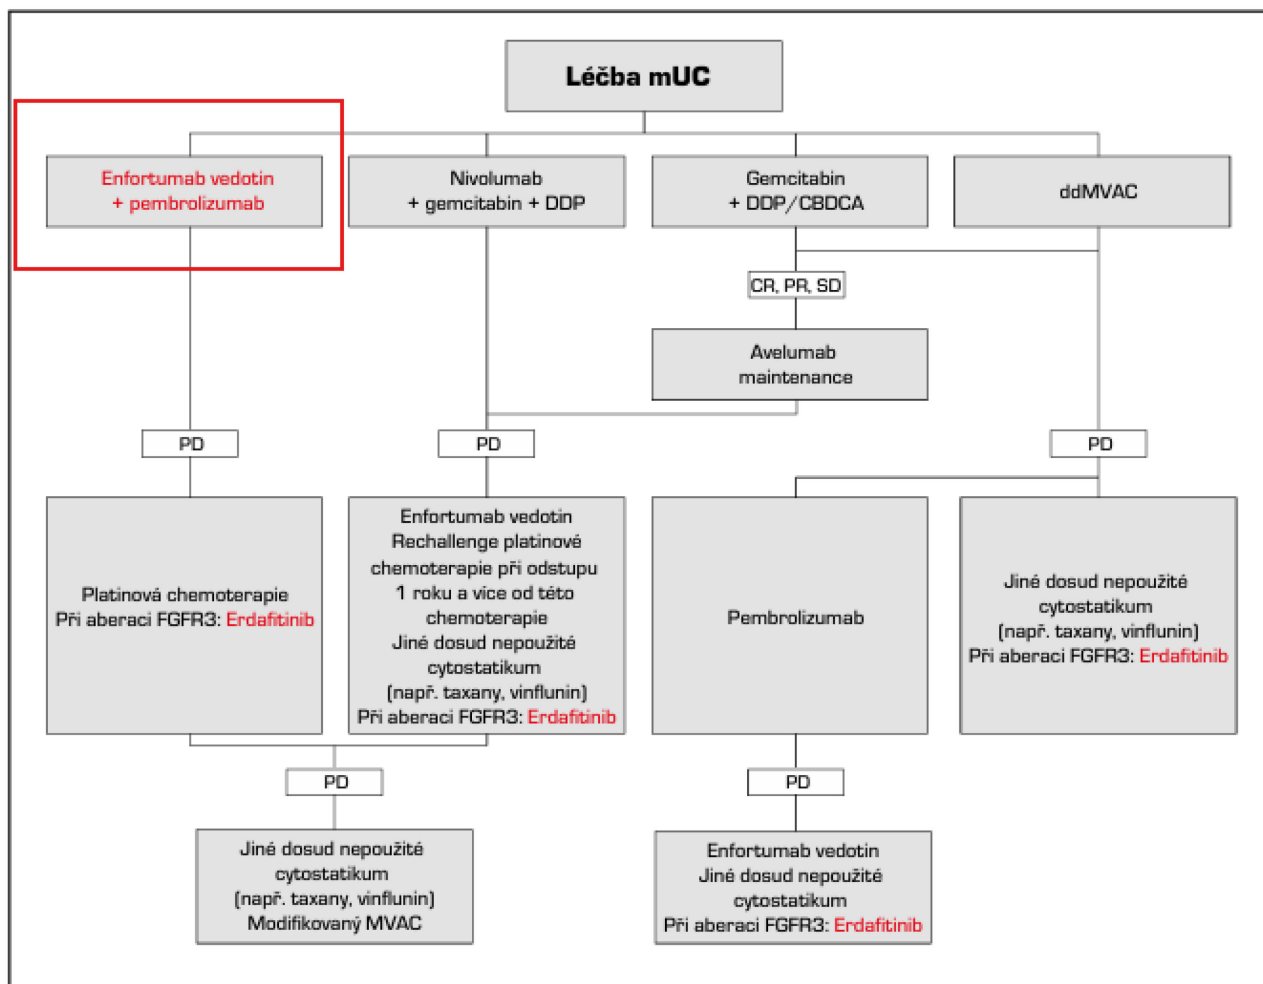 Léčba mUC
Enfortumab vedotin
+ pembrolizumab
Nivolumab
+ gemcitabin + DDP
Gemcitabin
+ DDP/CBDCA
ddMVAC
CR, PR, SD
Avelumab
maintenance
PD
PD
PD
Platinová chemoterapie
Při aberaci FGFR3: Erdafitinib
Enfortumab vedotin
Rechallenge platinové
chemoterapie při odstupu
1 roku a více od této
chemoterapie
Jiné dosud nepoužité
cytostatikum
(např. taxany, vinflunin)
Při aberaci FGFR3: Erdafitinib
Pembrolizumab
Jiné dosud nepoužité
cytostatikum
(např. taxany, vinflunin)
Při aberaci FGFR3: Erdafitinib
PD
PD
Jiné dosud nepoužité
cytostatikum
(např. taxany, vinflunin)
Modifikovaný MVAC
Enfortumab vedotin
Jiné dosud nepoužité
cytostatikum
Při aberaci FGFR3: Erdafitinib